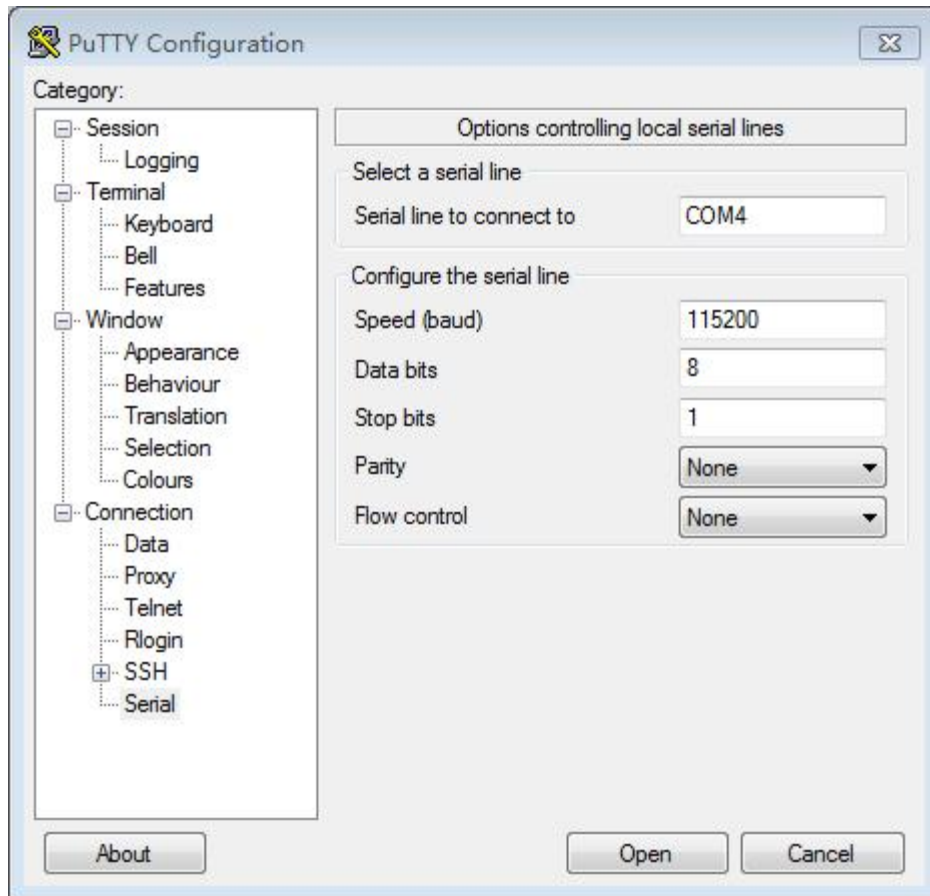 PuTTY Configuration
Category:
Session
Logging
Terminal
Keyboard
Bell
Features
Window
Appearance
Behaviour
Translation
Selection
Colours
Connection
Data
Proxy
Telnet
Rlogin
SSH
Serial
Options controlling local serial lines
Select a serial line
Serial line to connect to COM4
Configure the serial line
Speed (baud) 115200
Data bits 8
Stop bits 1
Parity None
Flow control None
About Open Cancel